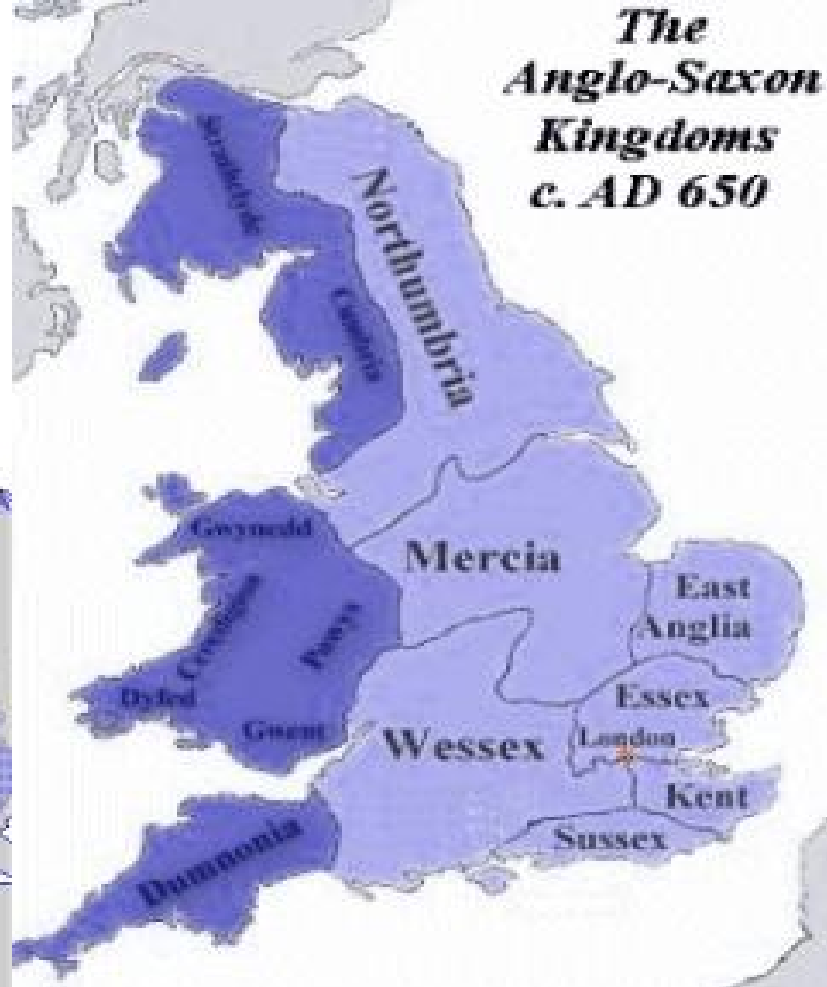 The
Anglo-Saxon
Kingdoms
c. AD 650
Strathclyde
Northumbria
Cumbria
Gwynedd
Mercia
East
Anglia
Ceredigion
Powys
Dyfed
Essex
Gwent
Wessex
London
Kent
Sussex
Dumnonia